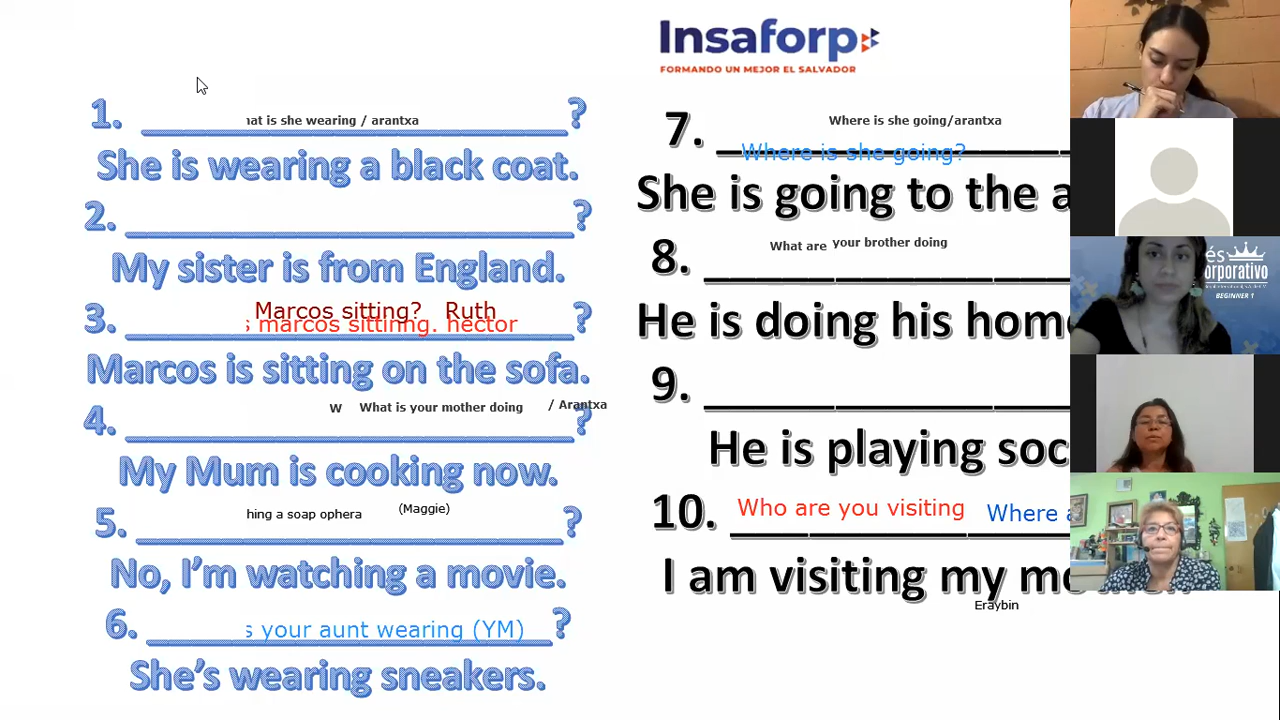 Insaforp
FORMANDO UN MEJOR EL SALVADOR
1. hat is she wearing / arantxa ?
She is wearing a black coat.
2. ?
My sister is from England.
Marcos sitting? Ruth
3. s marcos sittinhg. hector ?
Marcos is sitting on the sofa.
W What is your mother doing / Arantxa
4. ?
My Mum is cooking now.
hing a soap ophera (Maggie)
5. ?
No, I'm watching a movie.
6. s your aunt wearing (YM) ?
She's wearing sneakers.
Where is she going/arantxa
7. Where is she going?
She is going to the a
What are your brother doing
8.
He is doing his hom
9.
He is playing soc
10. Who are you visiting Where a
I am visiting my mo
Eraybin
és
orporativo
BEGINNER 1